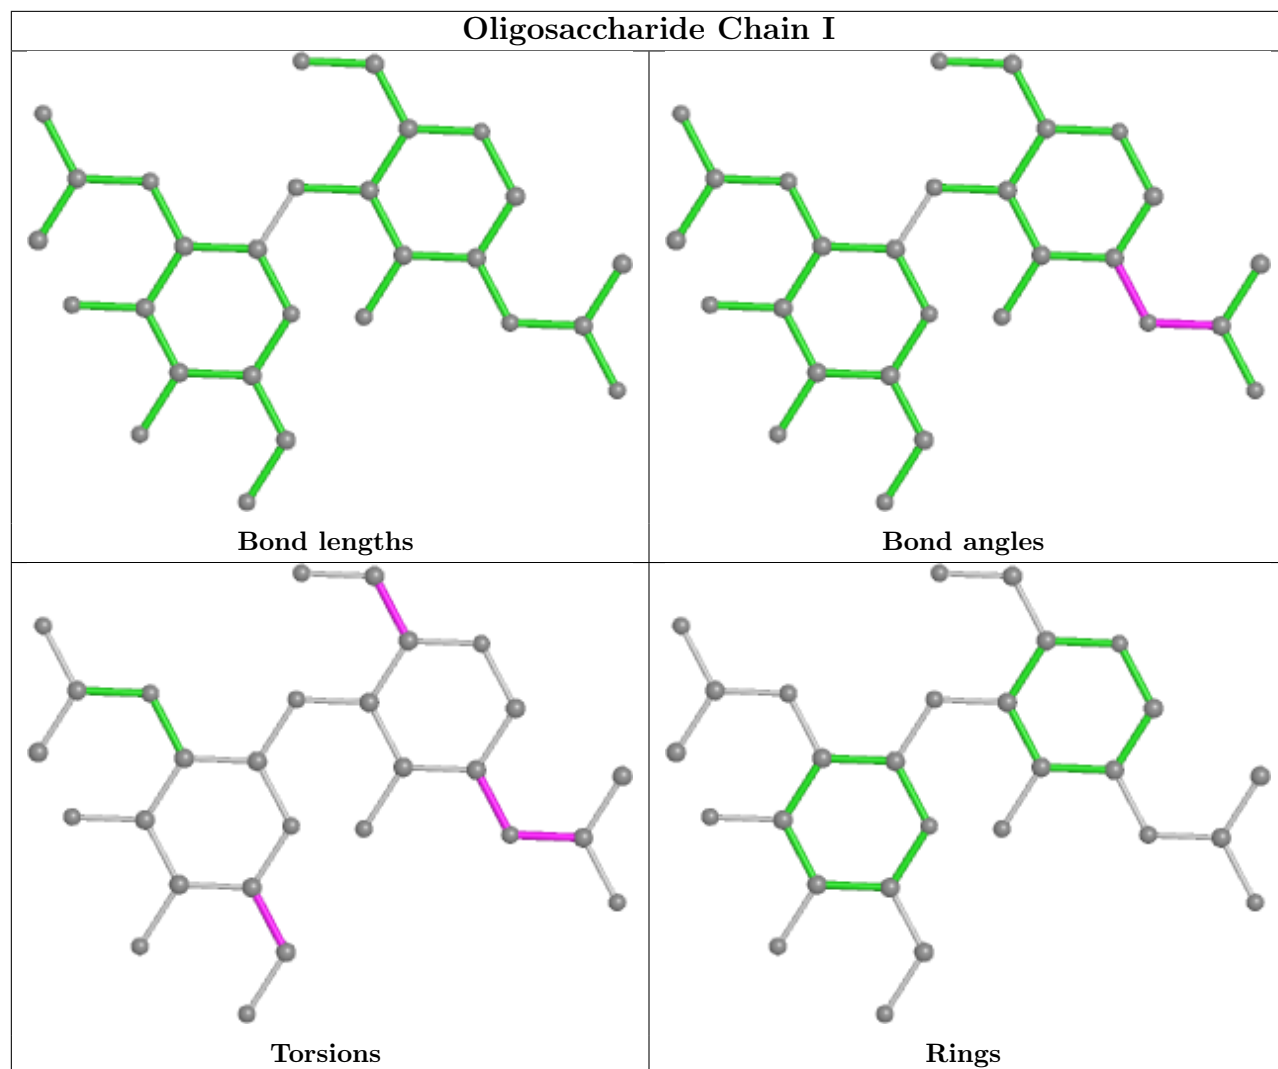 Oligosaccharide Chain I
Bond lengths
Bond angles
Torsions
Rings